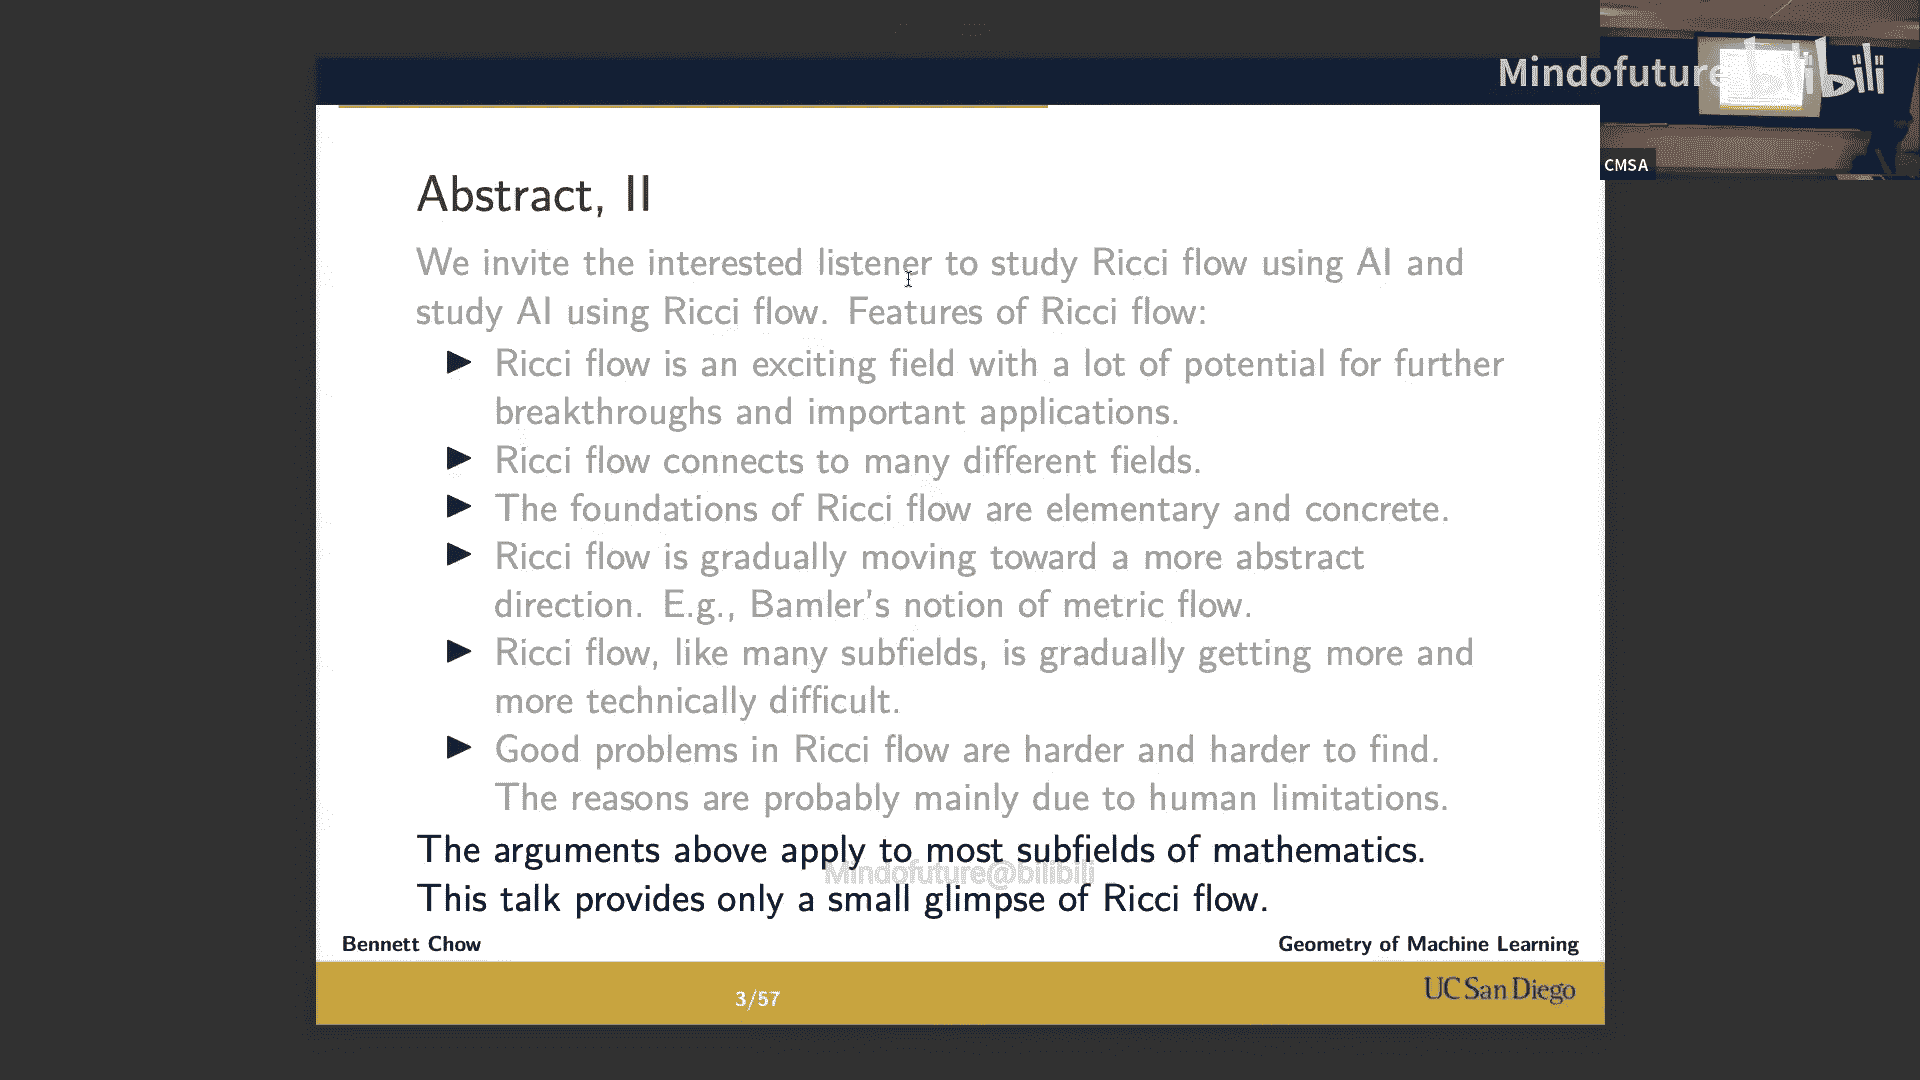 Mindofuture
bilibili
CMSA
Abstract, II
We invite the interested listener to study Ricci flow using AI and
study AI using Ricci flow. Features of Ricci flow:
▶ Ricci flow is an exciting field with a lot of potential for further
breakthroughs and important applications.
▶ Ricci flow connects to many different fields.
▶ The foundations of Ricci flow are elementary and concrete.
▶ Ricci flow is gradually moving toward a more abstract
direction. E.g., Bamler's notion of metric flow.
▶ Ricci flow, like many subfields, is gradually getting more and
more technically difficult.
▶ Good problems in Ricci flow are harder and harder to find.
The reasons are probably mainly due to human limitations.
The arguments above apply to most subfields of mathematics.
Mindofuture@bilibili
This talk provides only a small glimpse of Ricci flow.
Bennett Chow
Geometry of Machine Learning
3/57
UC San Diego